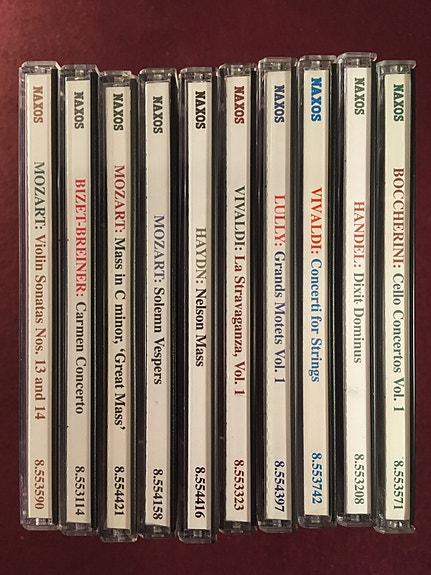 NAXOS MOZART: Violin Sonatas Nos. 13 and 14 8.553590
NAXOS BIZET-BREINER: Carmen Concerto 8.553114
NAXOS MOZART: Mass in C minor, ‘Great Mass’ 8.554421
NAXOS MOZART: Solemn Vespers 8.554158
NAXOS HAYDN: Nelson Mass 8.554416
NAXOS VIVALDI: La Stravaganza, Vol. 1 8.553323
NAXOS LULLY: Grands Motets Vol. 1 8.554397
NAXOS VIVALDI: Concerti for Strings 8.553742
NAXOS HANDEL: Dixit Dominus 8.553208
NAXOS BOCCHERINI: Cello Concertos Vol. 1 8.553571